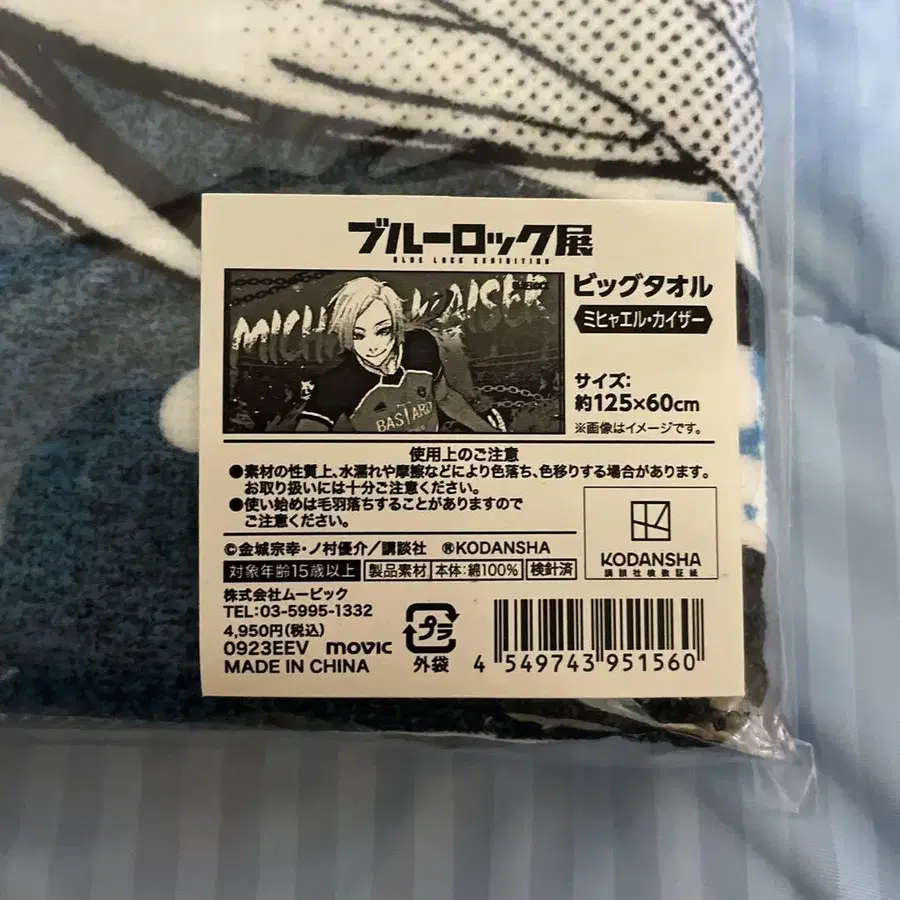 ブルーロック展
BLUE LOCK EXHIBITION
ビッグタオル
ミヒャエル・カイザー
MICH KAISER
BASTARD
サイズ:
約125×60cm
※画像はイメージです。
使用上のご注意
●素材の性質上、水濡れや摩擦などにより色落ち、色移りする場合があります。
お取り扱いには十分ご注意ください。
●使い始めは毛羽落ちすることがありますので
ご注意ください。
©金城宗幸・ノ村優介/講談社 ®KODANSHA
KODANSHA
講談社検数証紙
対象年齢15歳以上 製品素材 本体:綿100% 検針済
株式会社ムービック
TEL:03-5995-1332
4,950円(税込)
0923EEV movic
MADE IN CHINA
プラ
外袋
4 549743 951560